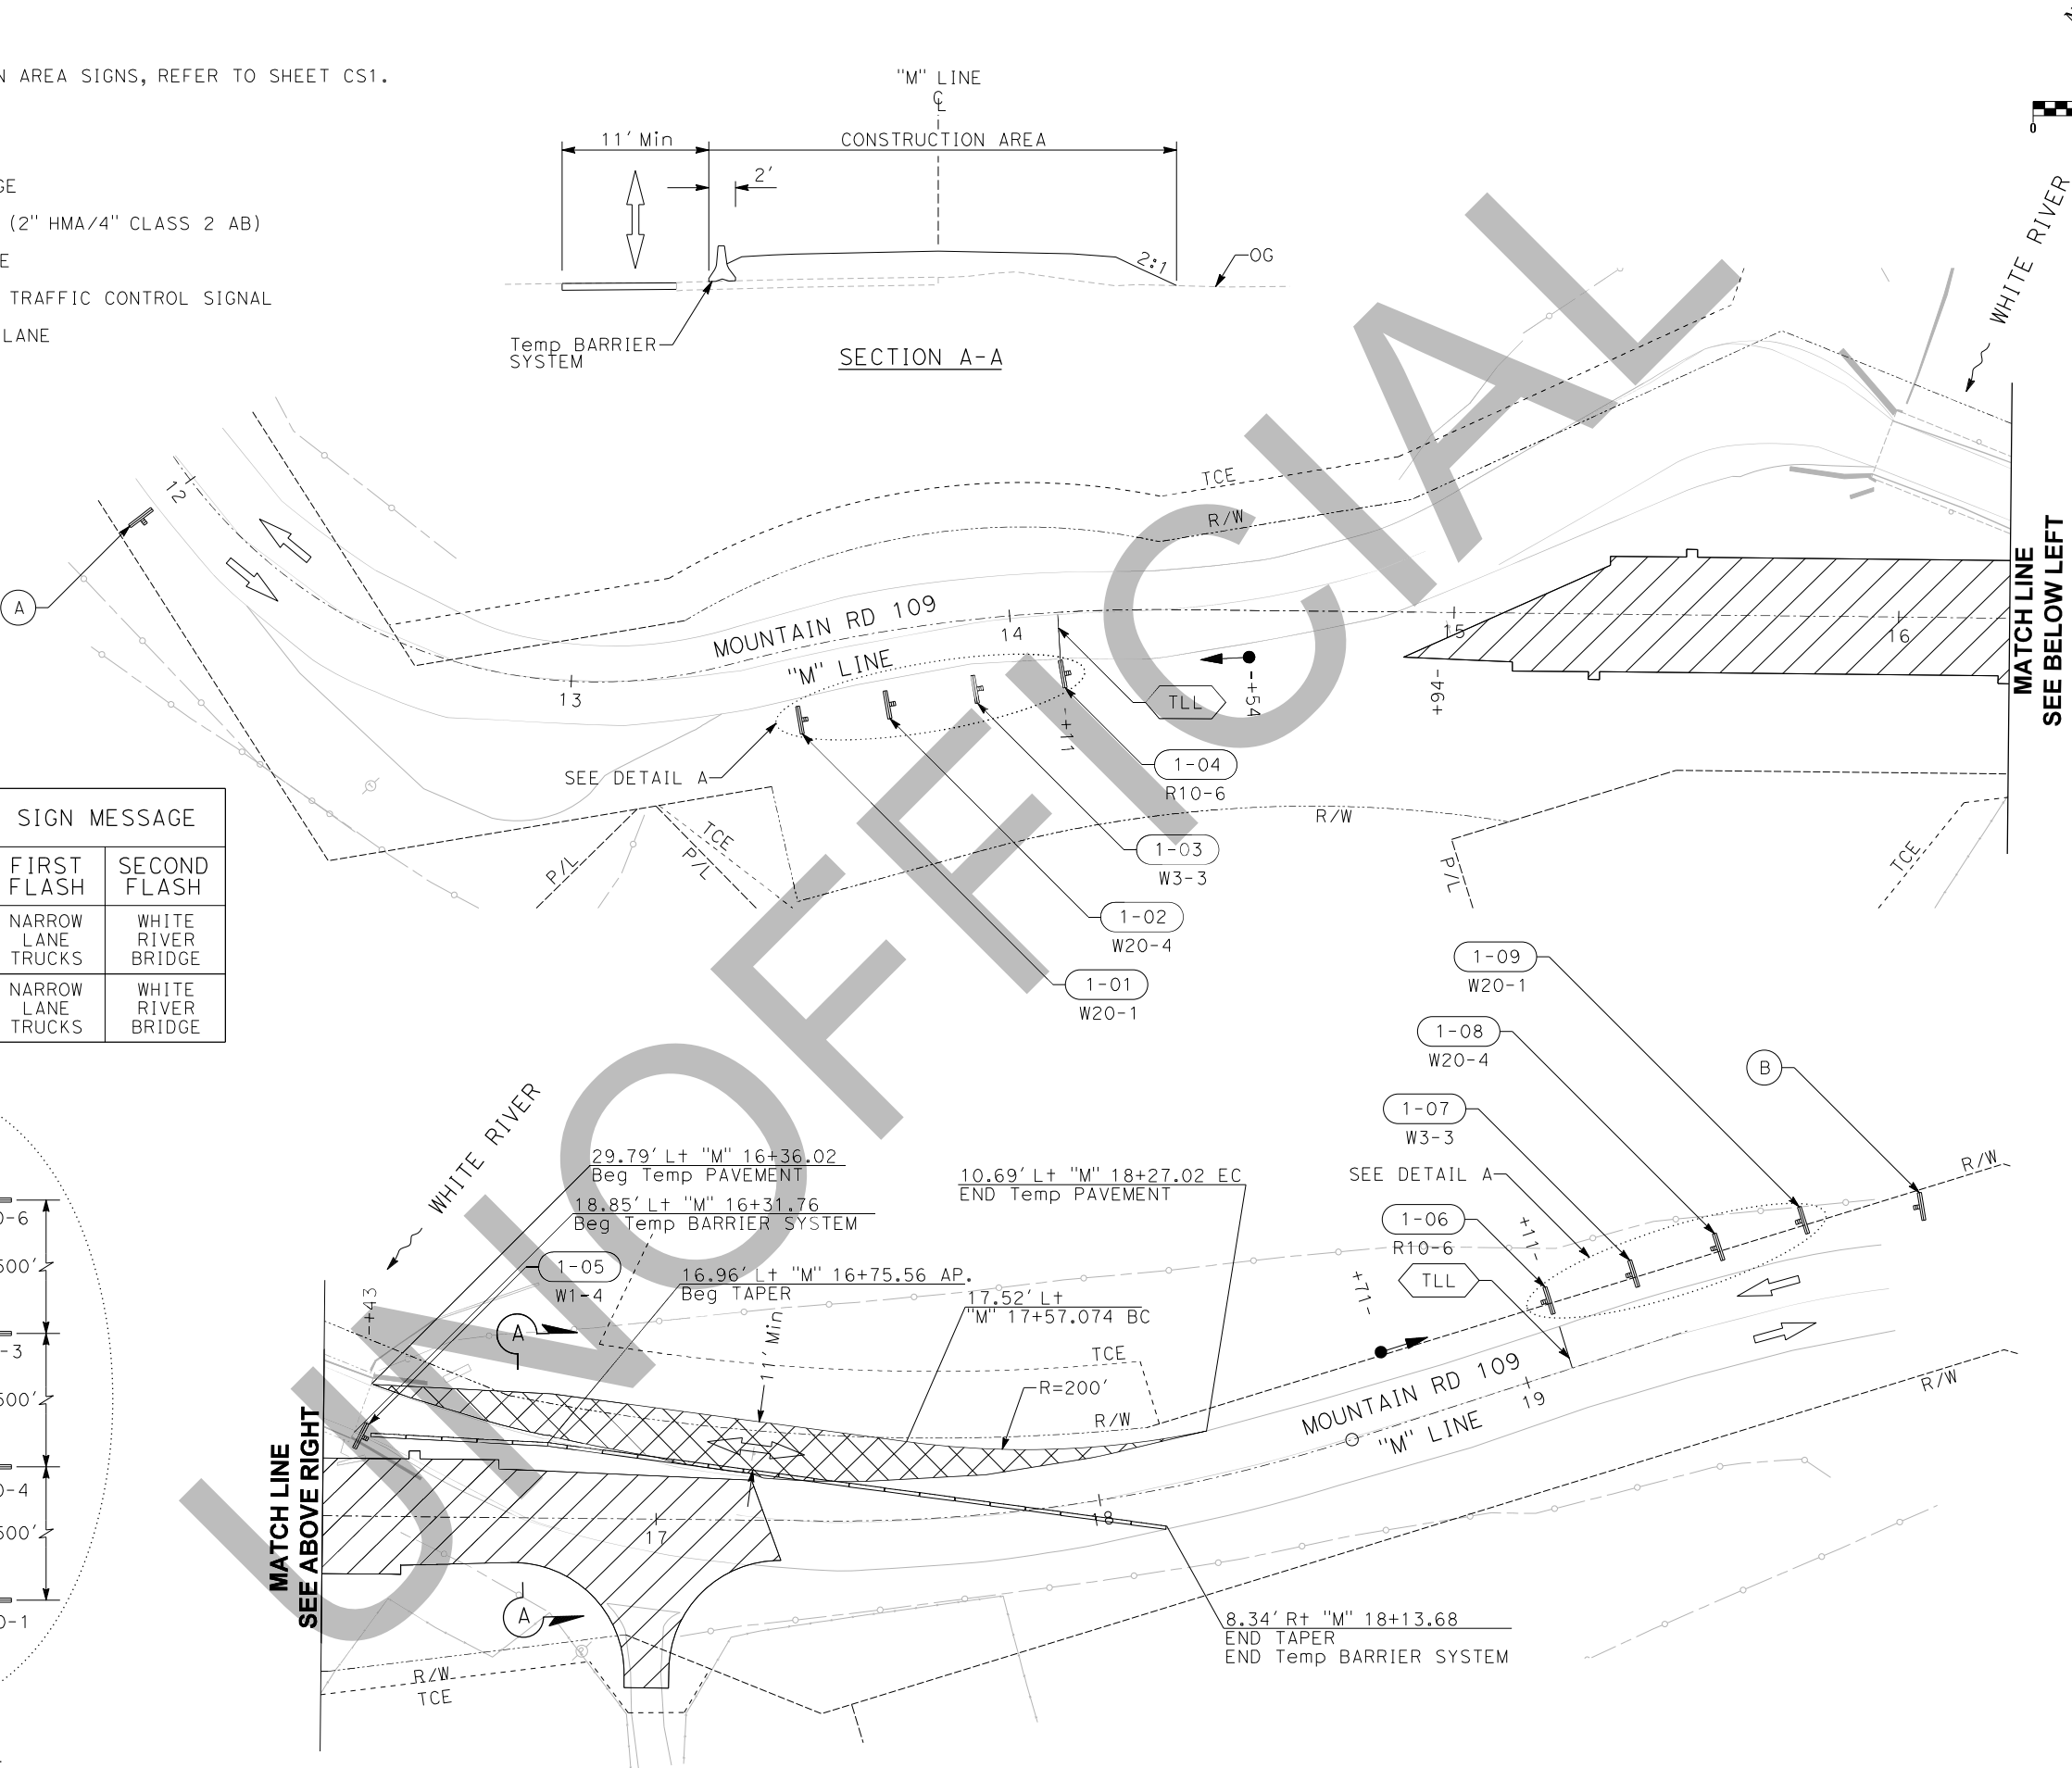 N AREA SIGNS, REFER TO SHEET CS1.
GE
(2" HMA/4" CLASS 2 AB)
E
TRAFFIC CONTROL SIGNAL
LANE
"M" LINE
℄
11' Min
CONSTRUCTION AREA
2'
2:1
OG
Temp BARRIER
SYSTEM
SECTION A-A
0
WHITE RIVER
12
A
TCE
R/W
MOUNTAIN RD 109
"M" LINE
13
14
15
16
TLL
+11
+54
+94
SEE DETAIL A
1-04
R10-6
1-03
W3-3
1-02
W20-4
1-01
W20-1
R/W
P/L
TCE
P/L
P/L
TCE
MATCH LINE
SEE BELOW LEFT
SIGN MESSAGE
FIRST
FLASH
SECOND
FLASH
NARROW
LANE
TRUCKS
WHITE
RIVER
BRIDGE
NARROW
LANE
TRUCKS
WHITE
RIVER
BRIDGE
0-6
500'
-3
500'
0-4
500'
0-1
WHITE RIVER
29.79' Lt "M" 16+36.02
Beg Temp PAVEMENT
18.85' Lt "M" 16+31.76
Beg Temp BARRIER SYSTEM
1-05
W1-4
16.96' Lt "M" 16+75.56 AP.
Beg TAPER
10.69' Lt "M" 18+27.02 EC
END Temp PAVEMENT
17.52' Lt
"M" 17+57.074 BC
R=200'
11' Min
+43
A
TCE
R/W
1-09
W20-1
1-08
W20-4
1-07
W3-3
SEE DETAIL A
1-06
R10-6
TLL
B
+11
+71
R/W
MOUNTAIN RD 109
"M" LINE
17
18
19
R/W
MATCH LINE
SEE ABOVE RIGHT
A
R/W
TCE
8.34' Rt "M" 18+13.68
END TAPER
END Temp BARRIER SYSTEM
UNOFFICIAL